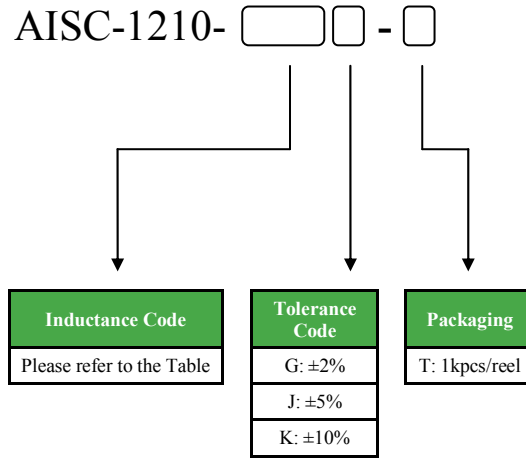 AISC-1210- -
Inductance Code
Please refer to the Table
Tolerance
Code
G: ±2%
J: ±5%
K: ±10%
Packaging
T: 1kpcs/reel